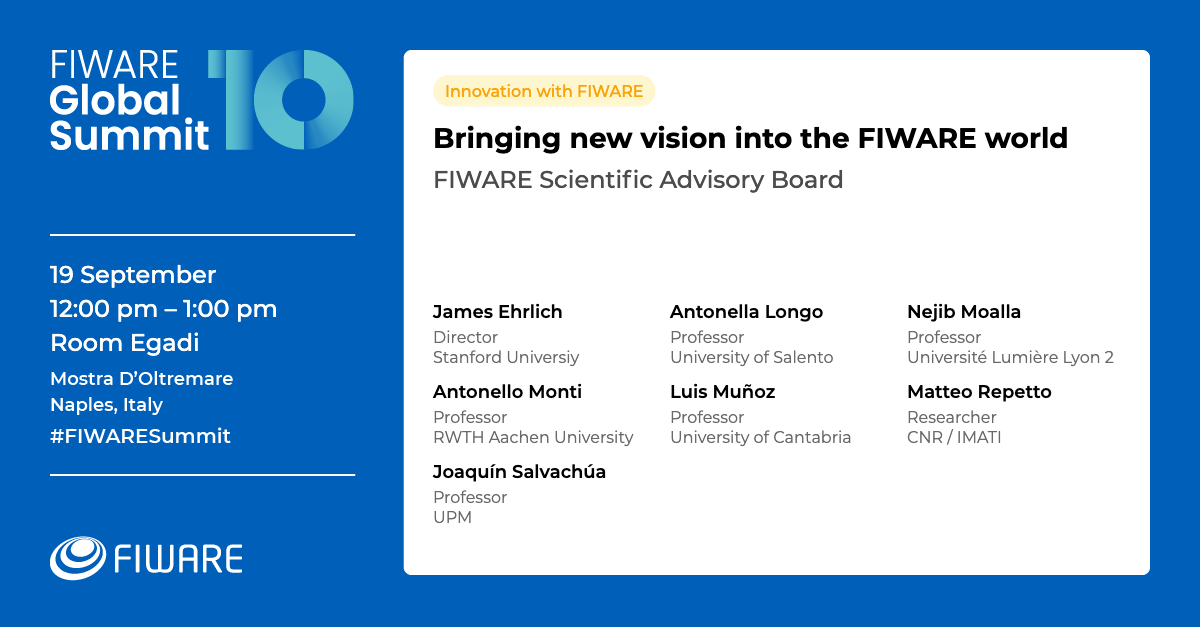 FIWARE
Global
Summit
10
19 September
12:00 pm – 1:00 pm
Room Egadi
Mostra D’Oltremare
Naples, Italy
#FIWARESummit
FIWARE
Innovation with FIWARE
Bringing new vision into the FIWARE world
FIWARE Scientific Advisory Board
James Ehrlich
Director
Stanford Universiy
Antonella Longo
Professor
University of Salento
Nejib Moalla
Professor
Université Lumière Lyon 2
Antonello Monti
Professor
RWTH Aachen University
Luis Muñoz
Professor
University of Cantabria
Matteo Repetto
Researcher
CNR / IMATI
Joaquín Salvachúa
Professor
UPM